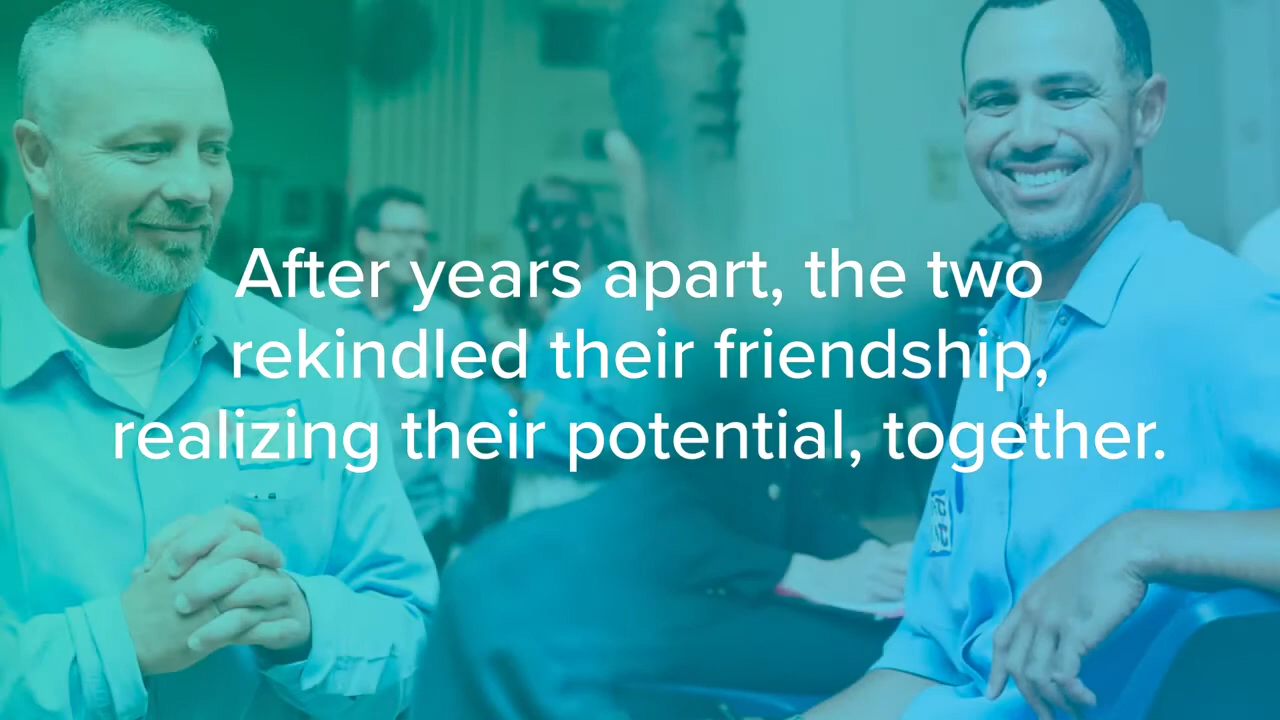 After years apart, the two
rekindled their friendship,
realizing their potential, together.